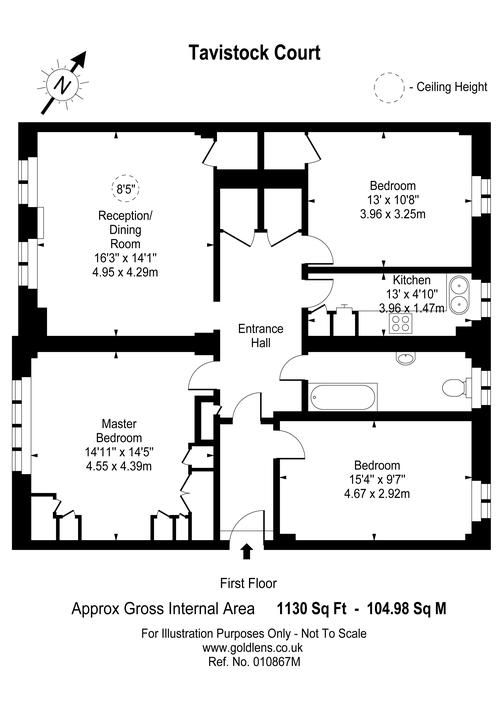 Tavistock Court
N
- Ceiling Height
8'5"
Reception/
Dining
Room
16'3" x 14'1"
4.95 x 4.29m
Bedroom
13' x 10'8"
3.96 x 3.25m
Kitchen
13' x 4'10"
3.96 x 1.47m
Entrance
Hall
Master
Bedroom
14'11" x 14'5"
4.55 x 4.39m
Bedroom
15'4" x 9'7"
4.67 x 2.92m
First Floor
Approx Gross Internal Area 1130 Sq Ft - 104.98 Sq M
For Illustration Purposes Only - Not To Scale
www.goldlens.co.uk
Ref. No. 010867M